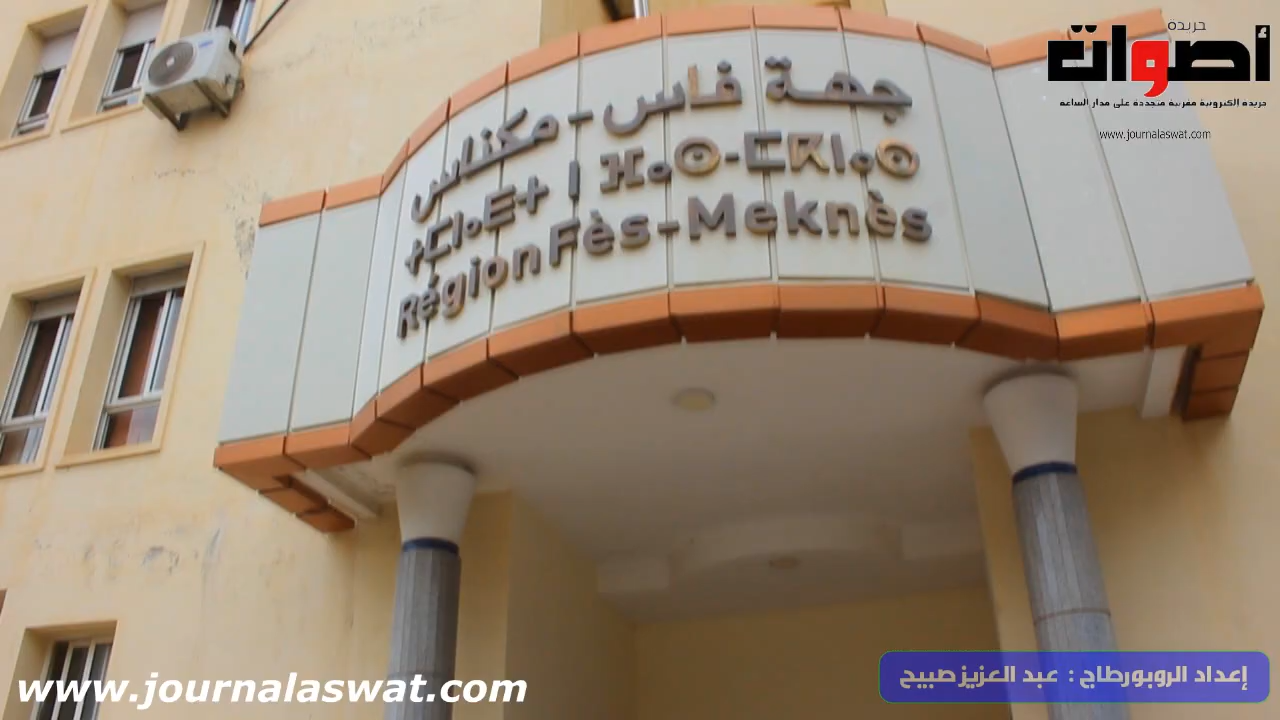 جريدة
أصوات
جريدة الكترونية مغربية متجددة على مدار الساعة
www.journalaswat.com
جهة فاس - مكناس
ⵜⵎⵏⴰⴹⵜ ⵏ ⴼⴰⵙ-ⵎⴽⵏⴰⵙ
Région Fès-Meknès
www.journalaswat.com
إعداد الروبورطاج : عبد العزيز صبيح